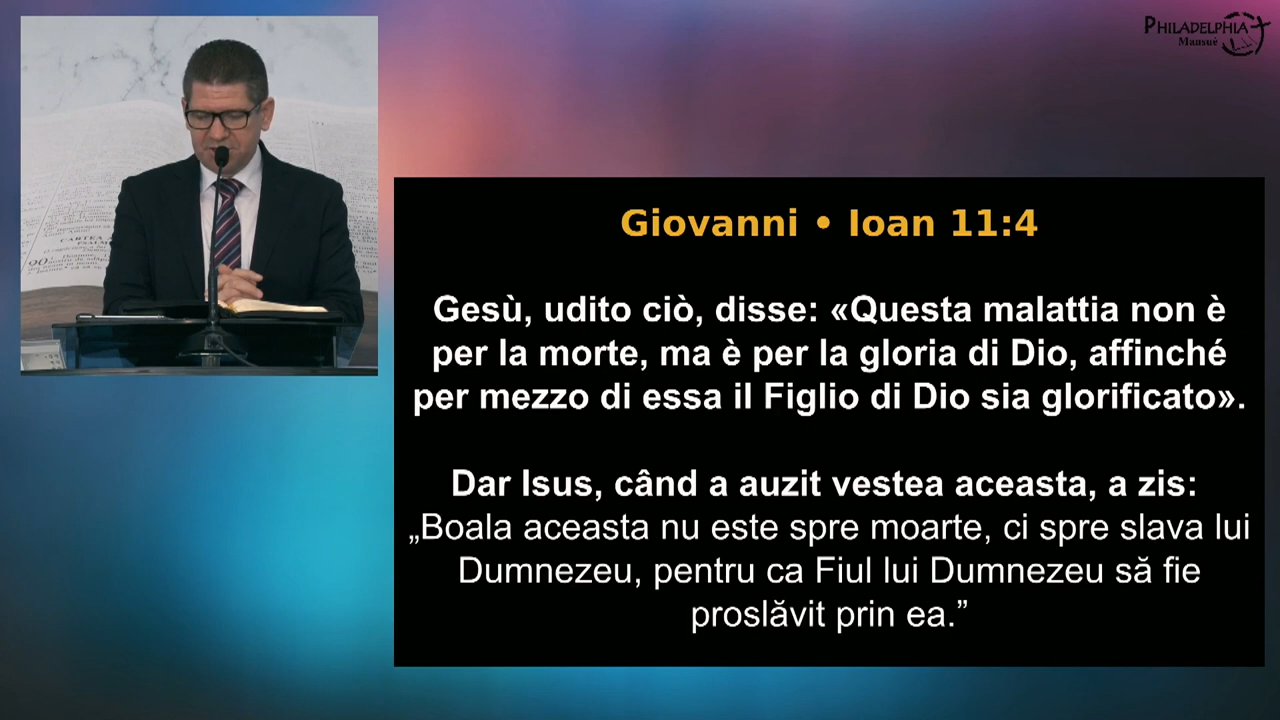 PHILADELPHIA
Mansuè
CARTEA
90
Giovanni • Ioan 11:4
Gesù, udito ciò, disse: «Questa malattia non è
per la morte, ma è per la gloria di Dio, affinché
per mezzo di essa il Figlio di Dio sia glorificato».
Dar Isus, când a auzit vestea aceasta, a zis:
„Boala aceasta nu este spre moarte, ci spre slava lui
Dumnezeu, pentru ca Fiul lui Dumnezeu să fie
proslăvit prin ea.”